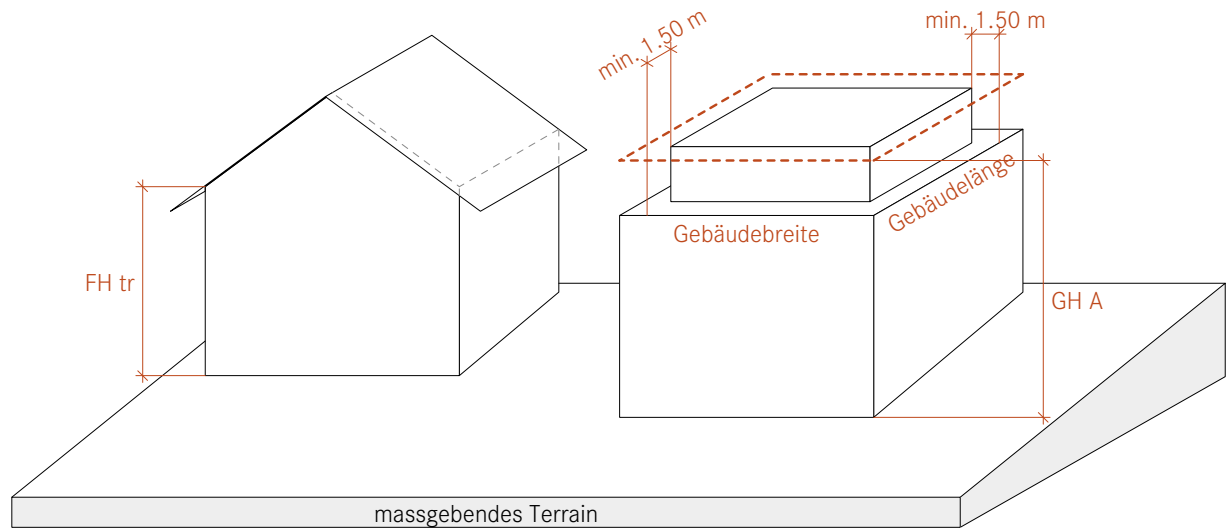 min. 1.50 m
min. 1.50 m
Gebäudebreite
Gebäudelänge
FH tr
GH A
massgebendes Terrain